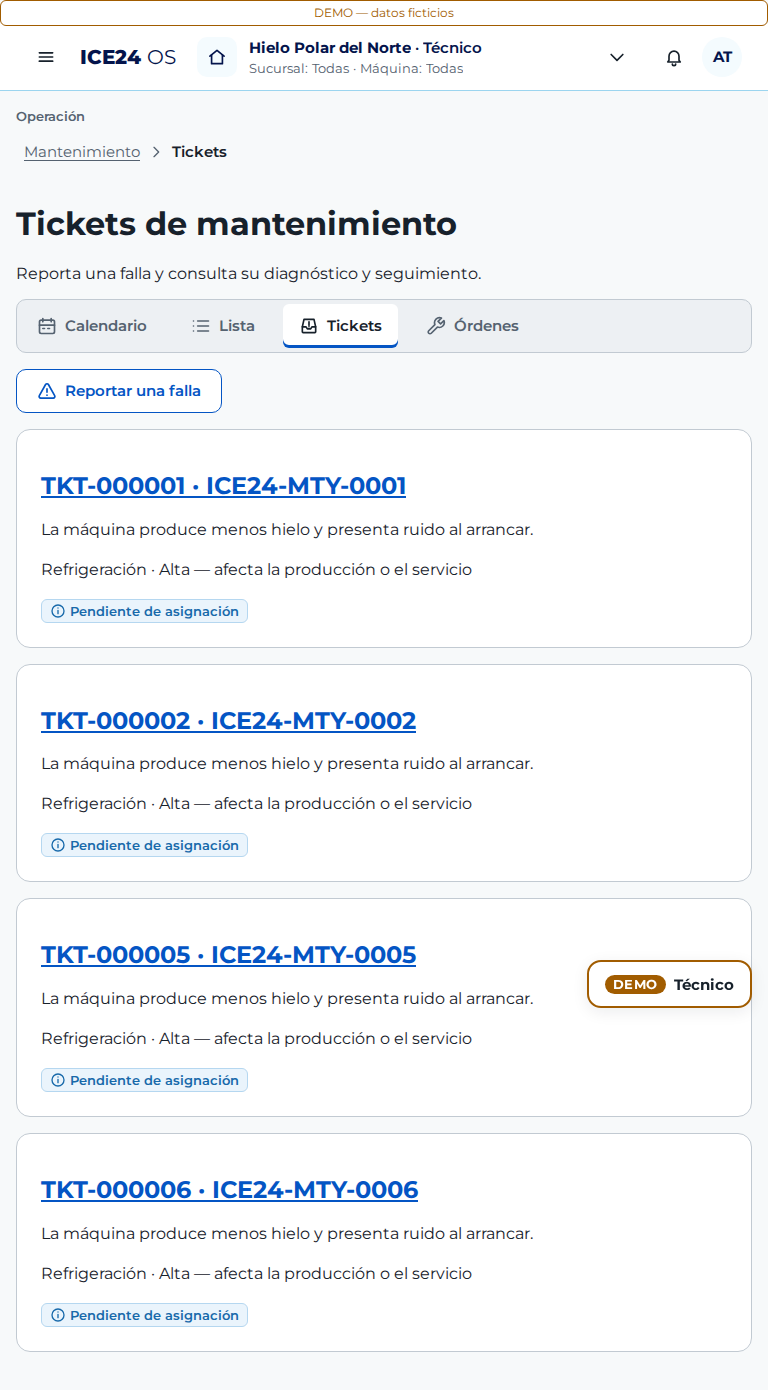 DEMO — datos ficticios
ICE24 OS
Hielo Polar del Norte · Técnico
Sucursal: Todas · Máquina: Todas
AT
Operación
Mantenimiento > Tickets
Tickets de mantenimiento
Reporta una falla y consulta su diagnóstico y seguimiento.
Calendario Lista Tickets Órdenes
Reportar una falla
TKT-000001 · ICE24-MTY-0001
La máquina produce menos hielo y presenta ruido al arrancar.
Refrigeración · Alta — afecta la producción o el servicio
Pendiente de asignación
TKT-000002 · ICE24-MTY-0002
La máquina produce menos hielo y presenta ruido al arrancar.
Refrigeración · Alta — afecta la producción o el servicio
Pendiente de asignación
TKT-000005 · ICE24-MTY-0005
DEMO Técnico
La máquina produce menos hielo y presenta ruido al arrancar.
Refrigeración · Alta — afecta la producción o el servicio
Pendiente de asignación
TKT-000006 · ICE24-MTY-0006
La máquina produce menos hielo y presenta ruido al arrancar.
Refrigeración · Alta — afecta la producción o el servicio
Pendiente de asignación